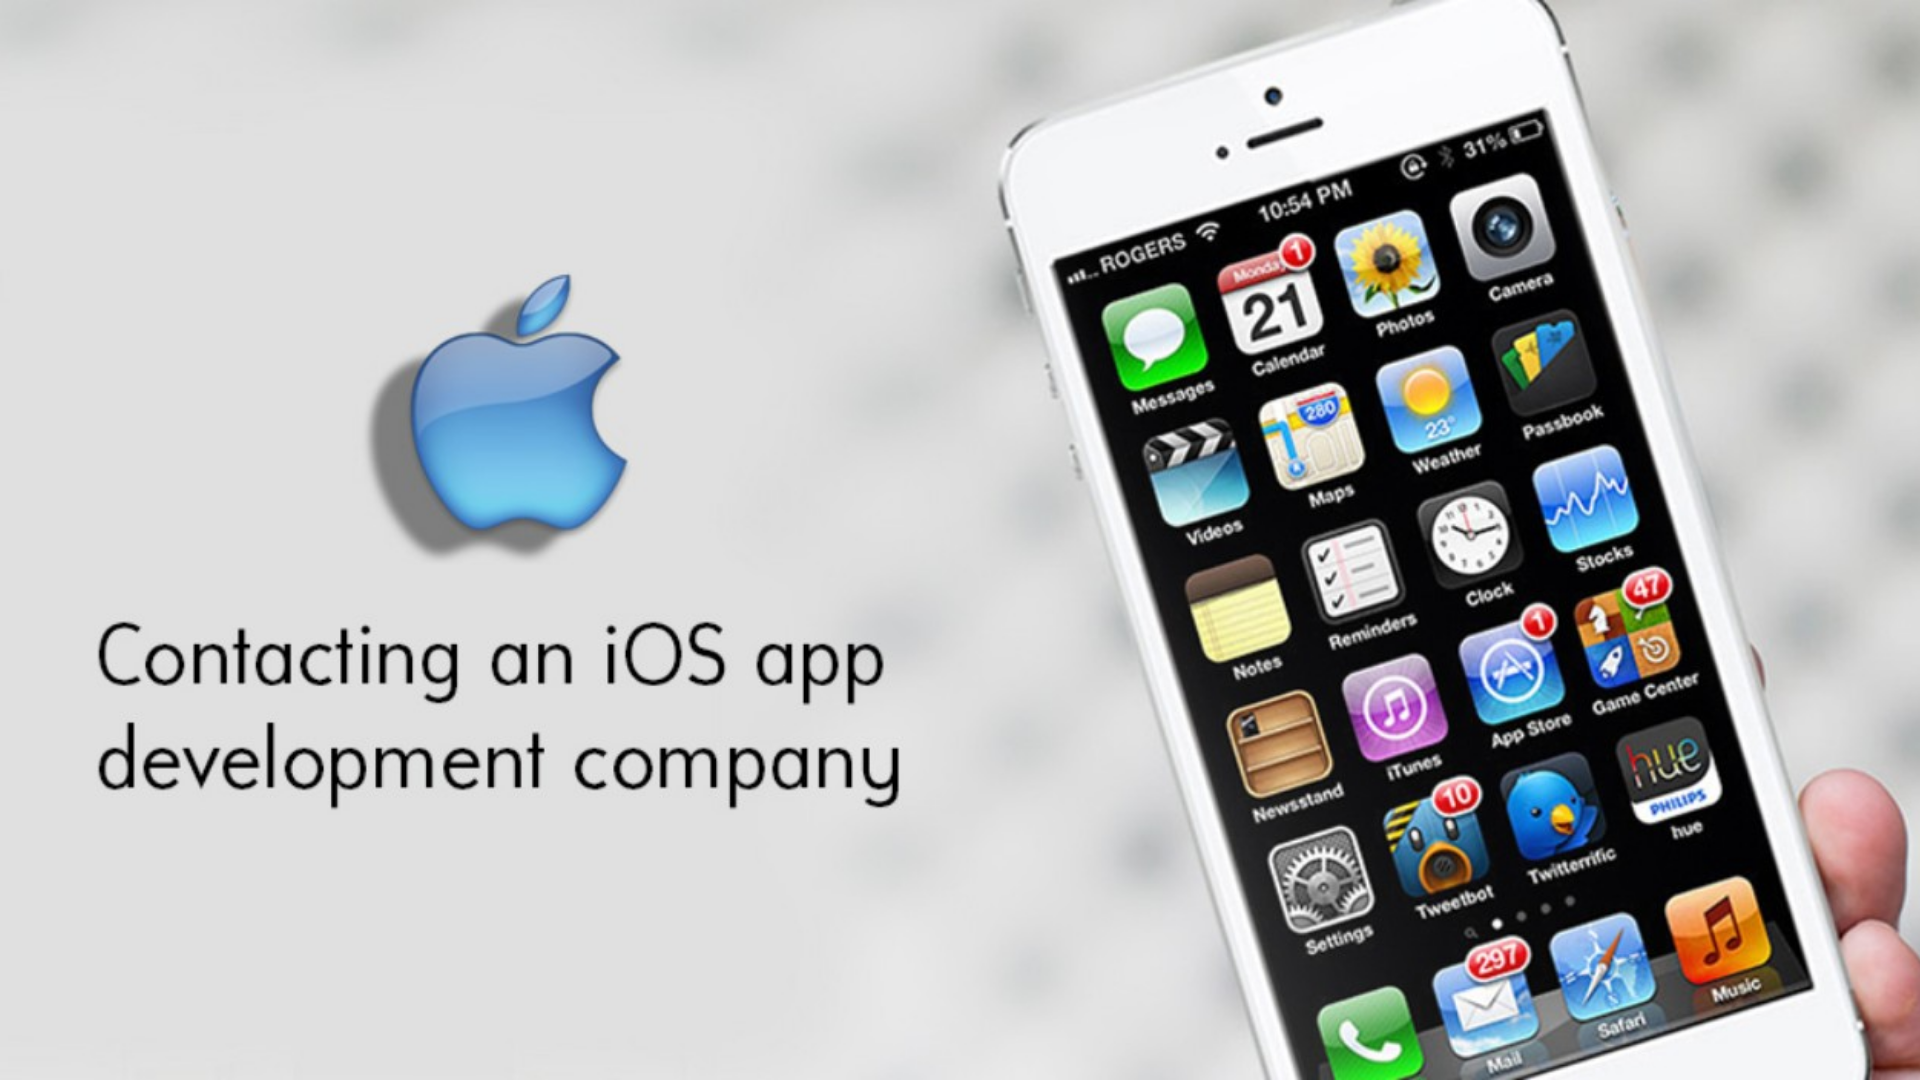 Contacting an iOS app
development company
ROGERS 10:54 PM 31%
Monday 1
21
280
23°
Messages Calendar Photos Camera
Videos Maps Weather Passbook
Notes Reminders Clock Stocks
1 47
Newsstand iTunes App Store Game Center
10
hue
PHILIPS
Settings Tweetbot Twitterrific hue
297
Mail Safari Music